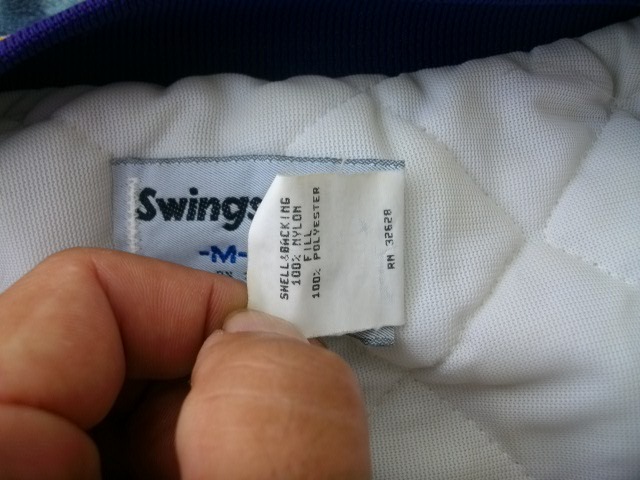 Swings
-M-
SHELL&BACKING
100% NYLON
FILL
100% POLYESTER
RN 32628